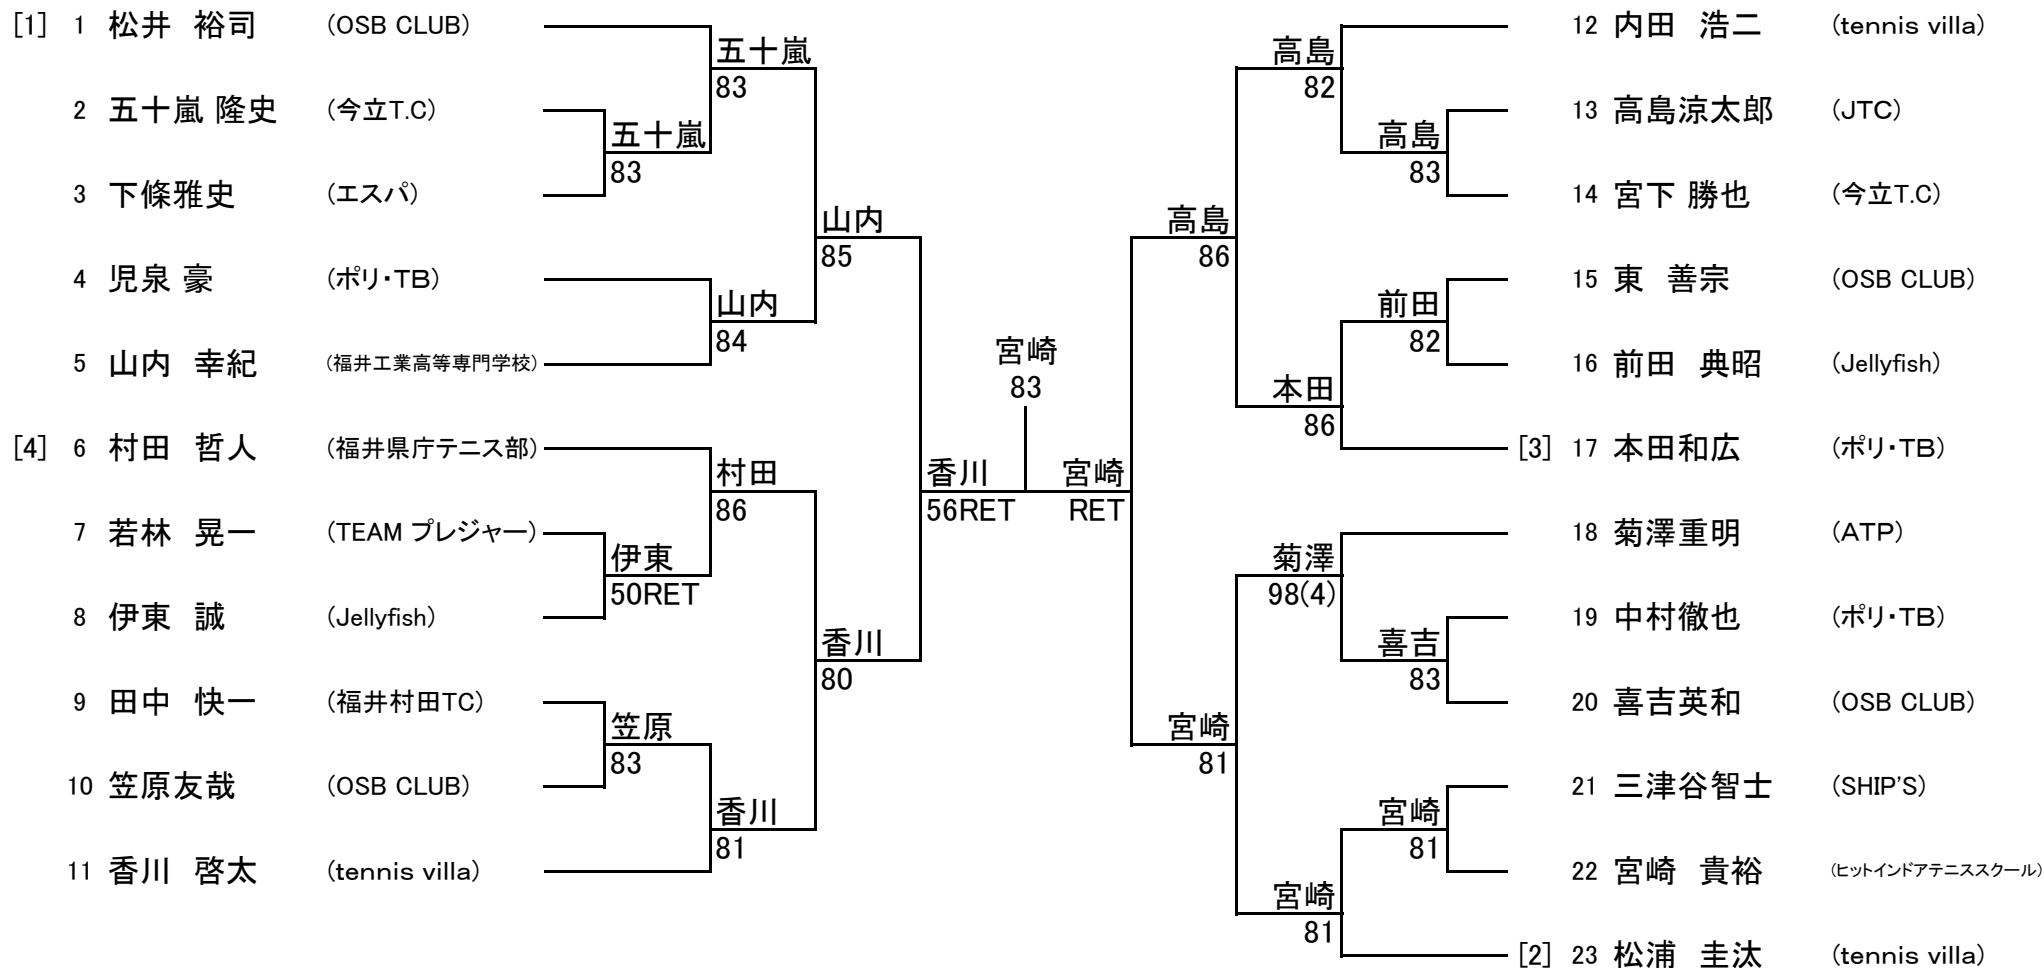 [1] 1 松井 裕司 (OSB CLUB)
五十嵐
83
2 五十嵐 隆史 (今立T.C)
五十嵐
83
3 下條雅史 (エスパ)
山内
85
4 児泉 豪 (ポリ・TB)
山内
84
5 山内 幸紀 (福井工業高等専門学校)
[4] 6 村田 哲人 (福井県庁テニス部)
村田
86
7 若林 晃一 (TEAM プレジャー)
伊東
50RET
8 伊東 誠 (Jellyfish)
香川
80
9 田中 快一 (福井村田TC)
笠原
83
10 笠原友哉 (OSB CLUB)
香川
81
11 香川 啓太 (tennis villa)
香川
56RET
宮崎
83
宮崎
RET
12 内田 浩二 (tennis villa)
高島
82
13 高島涼太郎 (JTC)
高島
83
14 宮下 勝也 (今立T.C)
高島
86
15 東 善宗 (OSB CLUB)
前田
82
16 前田 典昭 (Jellyfish)
本田
86
[3] 17 本田和広 (ポリ・TB)
18 菊澤重明 (ATP)
菊澤
98(4)
19 中村徹也 (ポリ・TB)
喜吉
83
20 喜吉英和 (OSB CLUB)
宮崎
81
21 三津谷智士 (SHIP'S)
宮崎
81
22 宮崎 貴裕 (ヒットインドアテニススクール)
宮崎
81
[2] 23 松浦 圭汰 (tennis villa)